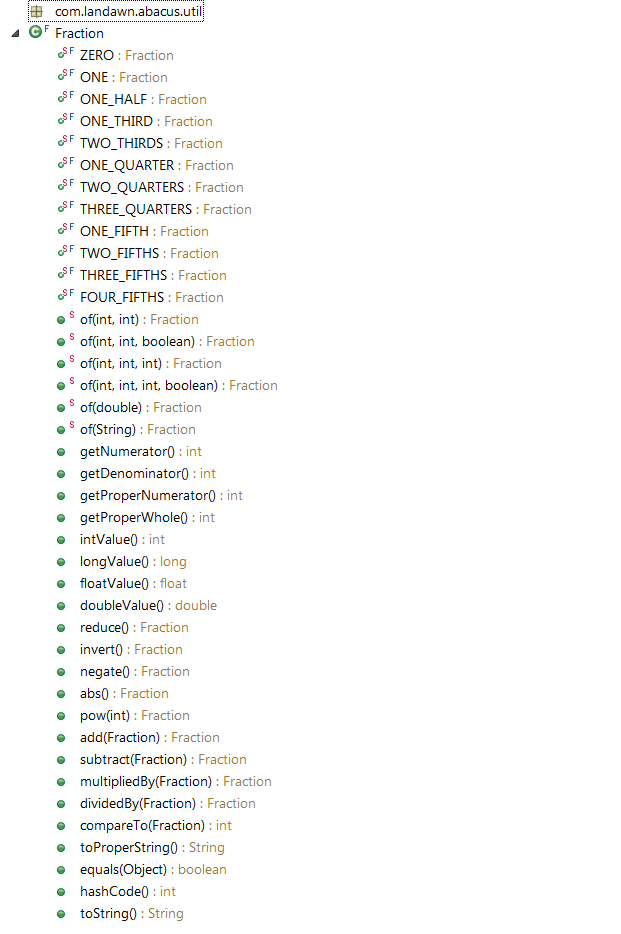 com.landawn.abacus.util
C F Fraction
S F ZERO : Fraction
S F ONE : Fraction
S F ONE_HALF : Fraction
S F ONE_THIRD : Fraction
S F TWO_THIRDS : Fraction
S F ONE_QUARTER : Fraction
S F TWO_QUARTERS : Fraction
S F THREE_QUARTERS : Fraction
S F ONE_FIFTH : Fraction
S F TWO_FIFTHS : Fraction
S F THREE_FIFTHS : Fraction
S F FOUR_FIFTHS : Fraction
S of(int, int) : Fraction
S of(int, int, boolean) : Fraction
S of(int, int, int) : Fraction
S of(int, int, int, boolean) : Fraction
S of(double) : Fraction
S of(String) : Fraction
getNumerator() : int
getDenominator() : int
getProperNumerator() : int
getProperWhole() : int
intValue() : int
longValue() : long
floatValue() : float
doubleValue() : double
reduce() : Fraction
invert() : Fraction
negate() : Fraction
abs() : Fraction
pow(int) : Fraction
add(Fraction) : Fraction
subtract(Fraction) : Fraction
multipliedBy(Fraction) : Fraction
dividedBy(Fraction) : Fraction
compareTo(Fraction) : int
toProperString() : String
equals(Object) : boolean
hashCode() : int
toString() : String